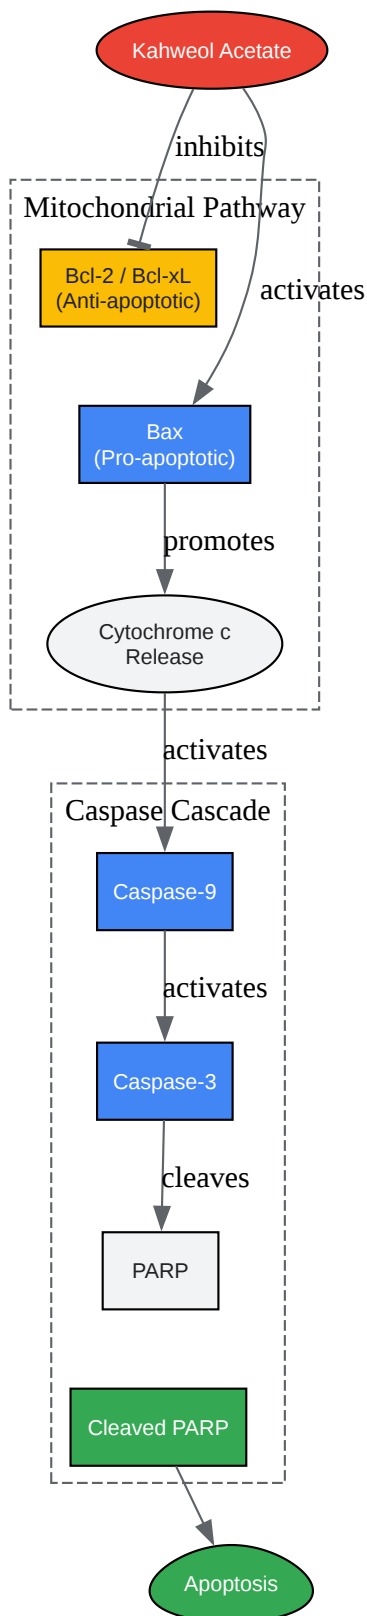 Kahweol Acetate
inhibits
Mitochondrial Pathway
Bcl-2 / Bcl-xL
(Anti-apoptotic)
activates
Bax
(Pro-apoptotic)
promotes
Cytochrome c
Release
activates
Caspase Cascade
Caspase-9
activates
Caspase-3
cleaves
PARP
Cleaved PARP
Apoptosis